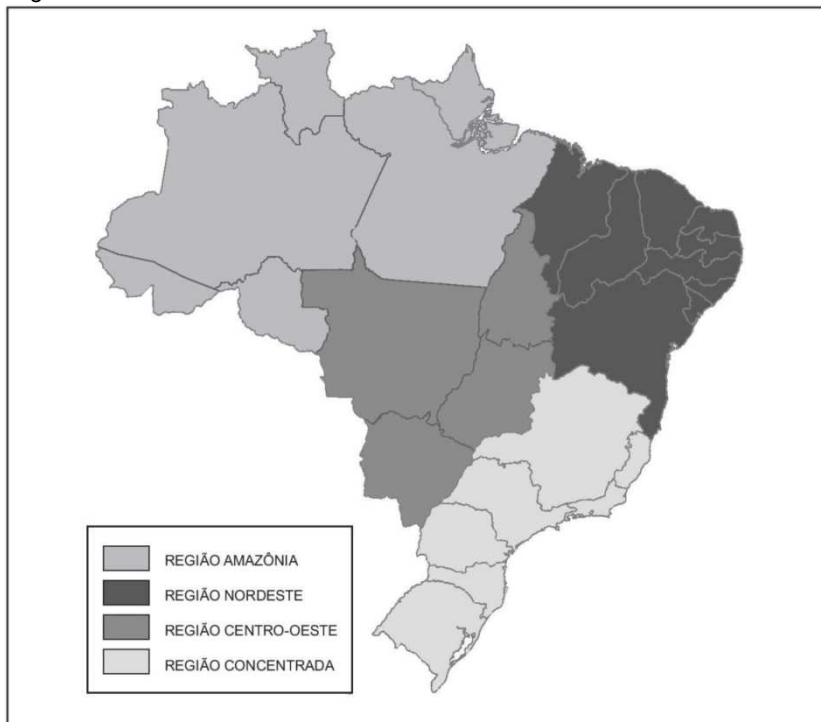 REGIÃO AMAZÔNIA
REGIÃO NORDESTE
REGIÃO CENTRO-OESTE
REGIÃO CONCENTRADA